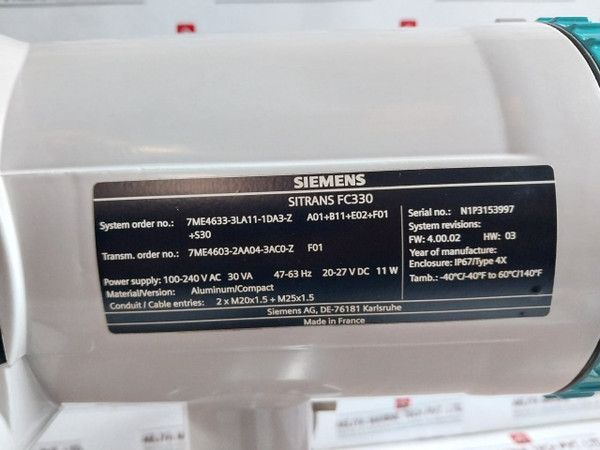 SIEMENS
SITRANS FC330
System order no.: 7ME4633-3LA11-1DA3-Z A01+B11+E02+F01
+S30
Transm. order no.: 7ME4603-2AA04-3AC0-Z F01
Power supply: 100-240 V AC 30 VA 47-63 Hz 20-27 V DC 11 W
Material/Version: Aluminum/Compact
Conduit / Cable entries: 2 x M20x1.5 + M25x1.5
Serial no.: N1P3153997
System revisions:
FW: 4.00.02 HW: 03
Year of manufacture:
Enclosure: IP67/Type 4X
Tamb.: -40°C/-40°F to 60°C/140°F
Siemens AG, DE-76181 Karlsruhe
Made in France